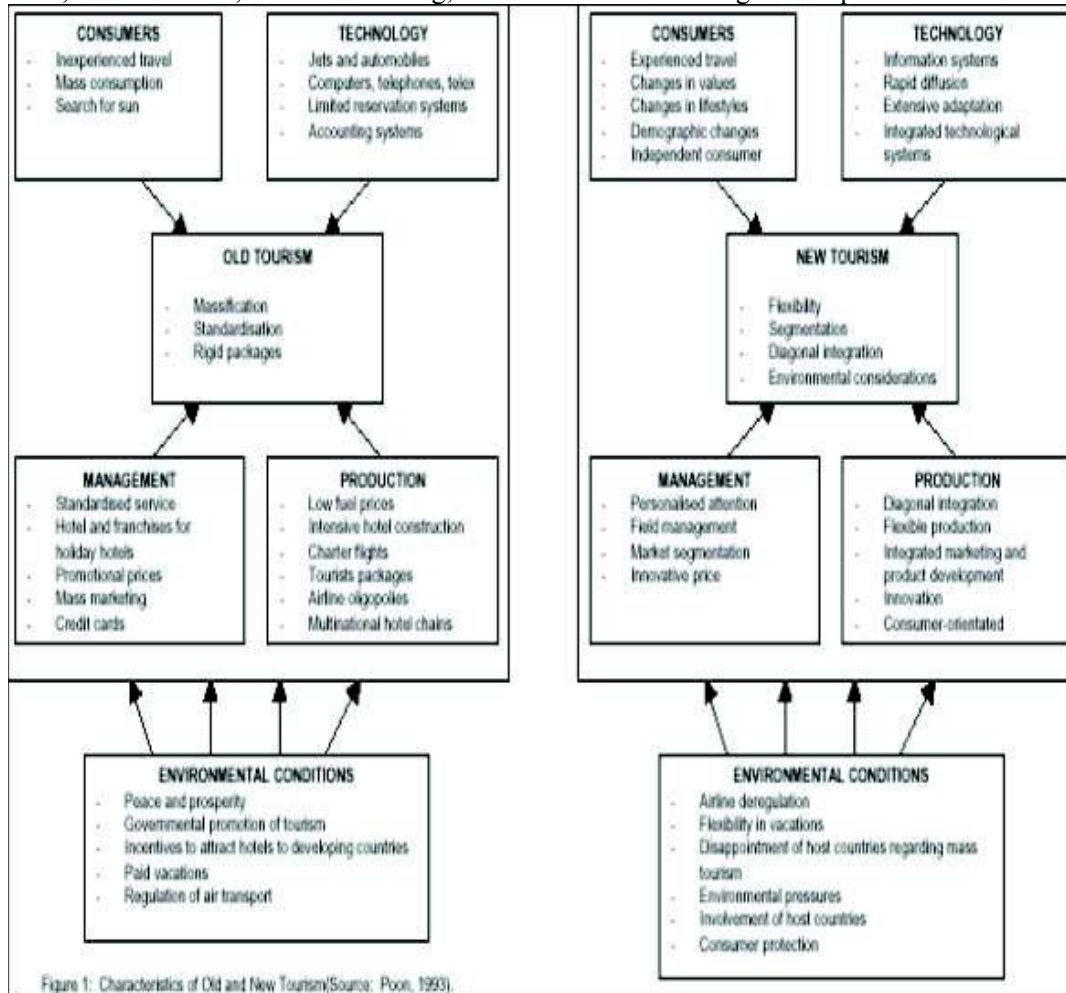 CONSUMERS
- Inexperienced travel
- Mass consumption
- Search for sun
TECHNOLOGY
- Jets and automobiles
- Computers, telephones, telex
- Limited reservation systems
- Accounting systems
OLD TOURISM
- Massification
- Standardisation
- Rigid packages
MANAGEMENT
- Standardised service
- Hotel and franchises for
holiday hotels
- Promotional prices
- Mass marketing
- Credit cards
PRODUCTION
- Low fuel prices
- Intensive hotel construction
- Charter flights
- Tourists packages
- Airline oligopolies
- Multinational hotel chains
ENVIRONMENTAL CONDITIONS
- Peace and prosperity
- Governmental promotion of tourism
- Incentives to attract hotels to developing countries
- Paid vacations
- Regulation of air transport
CONSUMERS
- Experienced travel
- Changes in values
- Changes in lifestyles
- Demographic changes
- Independent consumer
TECHNOLOGY
- Information systems
- Rapid diffusion
- Extensive adaptation
- Integrated technological
systems
NEW TOURISM
- Flexibility
- Segmentation
- Diagonal integration
- Environmental considerations
MANAGEMENT
- Personalised attention
- Field management
- Market segmentation
- Innovative price
PRODUCTION
- Diagonal integration
- Flexible production
- Integrated marketing and
product development
- Innovation
- Consumer-orientated
ENVIRONMENTAL CONDITIONS
- Airline deregulation
- Flexibility in vacations
- Disappointment of host countries regarding mass
tourism
- Environmental pressures
- Involvement of host countries
- Consumer protection
Figure 1: Characteristics of Old and New Tourism(Source: Poon, 1993).